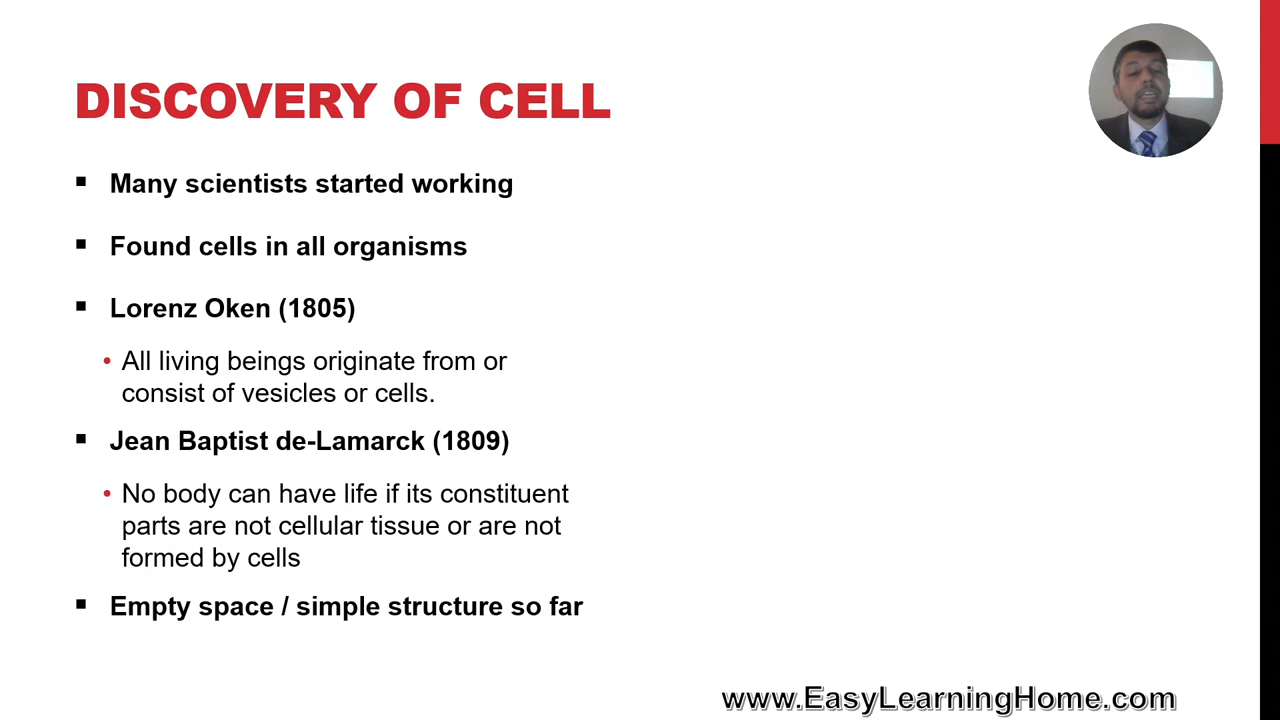 DISCOVERY OF CELL
▪ Many scientists started working
▪ Found cells in all organisms
▪ Lorenz Oken (1805)
• All living beings originate from or
consist of vesicles or cells.
▪ Jean Baptist de-Lamarck (1809)
• No body can have life if its constituent
parts are not cellular tissue or are not
formed by cells
▪ Empty space / simple structure so far
www.EasyLearningHome.com